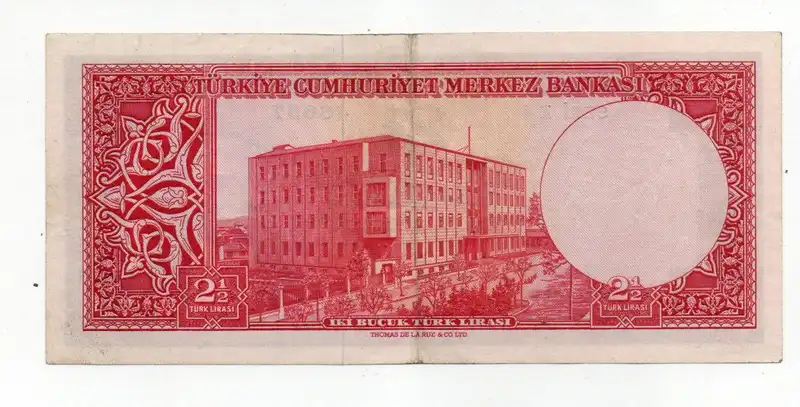 TÜRKİYE CUMHURİYET MERKEZ BANKASI
2½
TÜRK LİRASI
2½
TÜRK LİRASI
İKİ BUÇUK TÜRK LİRASI
THOMAS DE LA RUE & CO. LTD.